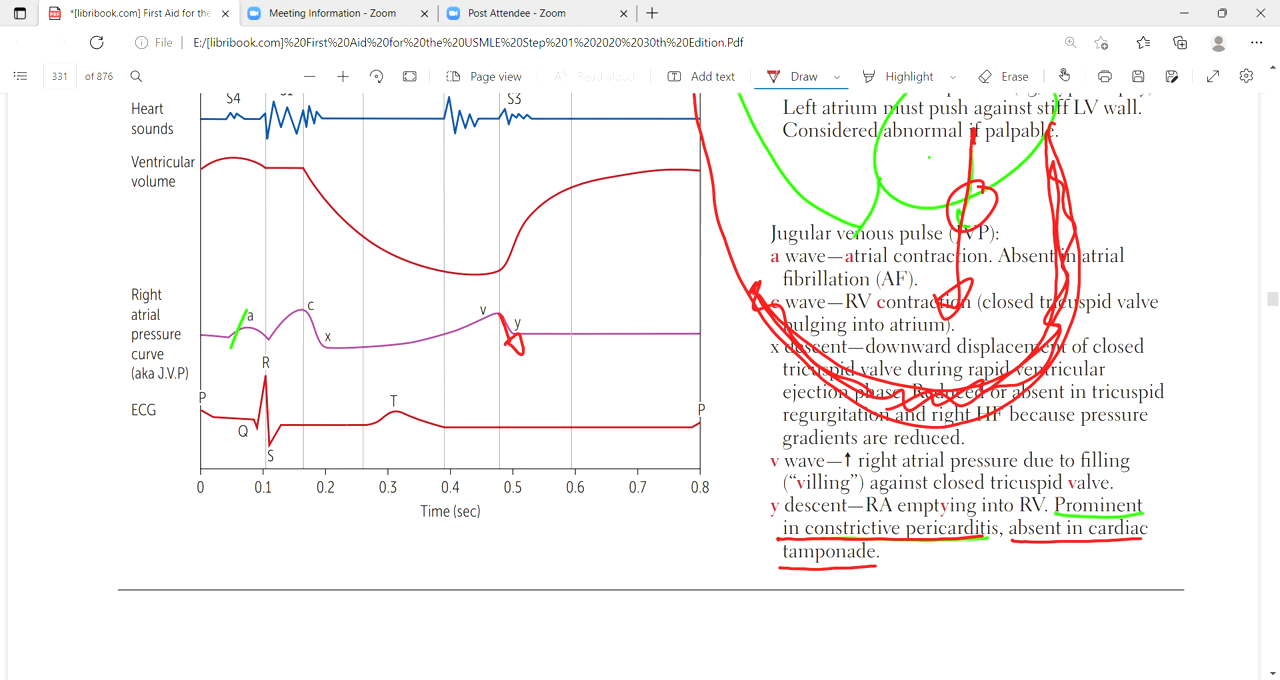 *[libribook.com] First Aid for the
Meeting Information - Zoom
Post Attendee - Zoom
File
E:/[libribook.com]%20First%20Aid%20for%20the%20USMLE%20Step%201%202020%2030th%20Edition.Pdf
331 of 876
Page view
Read aloud
Add text
Draw
Highlight
Erase
Heart
sounds
S4
S3
Ventricular
volume
Right
atrial
pressure
curve
(aka J.V.P)
a
c
x
v
y
ECG
P
Q
R
S
T
P
0 0.1 0.2 0.3 0.4 0.5 0.6 0.7 0.8
Time (sec)
Left atrium must push against stiff LV wall.
Considered abnormal if palpable.
Jugular venous pulse (JVP):
a wave—atrial contraction. Absent in atrial
fibrillation (AF).
c wave—RV contraction (closed tricuspid valve
bulging into atrium).
x descent—downward displacement of closed
tricuspid valve during rapid ventricular
ejection phase. Reduced or absent in tricuspid
regurgitation and right HF because pressure
gradients are reduced.
v wave—↑ right atrial pressure due to filling
(“villing”) against closed tricuspid valve.
y descent—RA emptying into RV. Prominent
in constrictive pericarditis, absent in cardiac
tamponade.